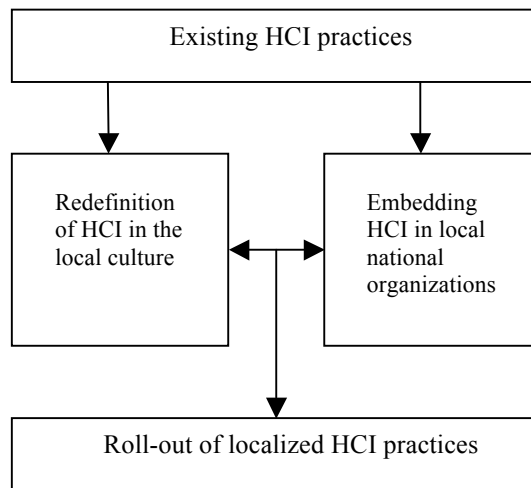 Existing HCI practices
Redefinition
of HCI in the
local culture
Embedding
HCI in local
national
organizations
Roll-out of localized HCI practices